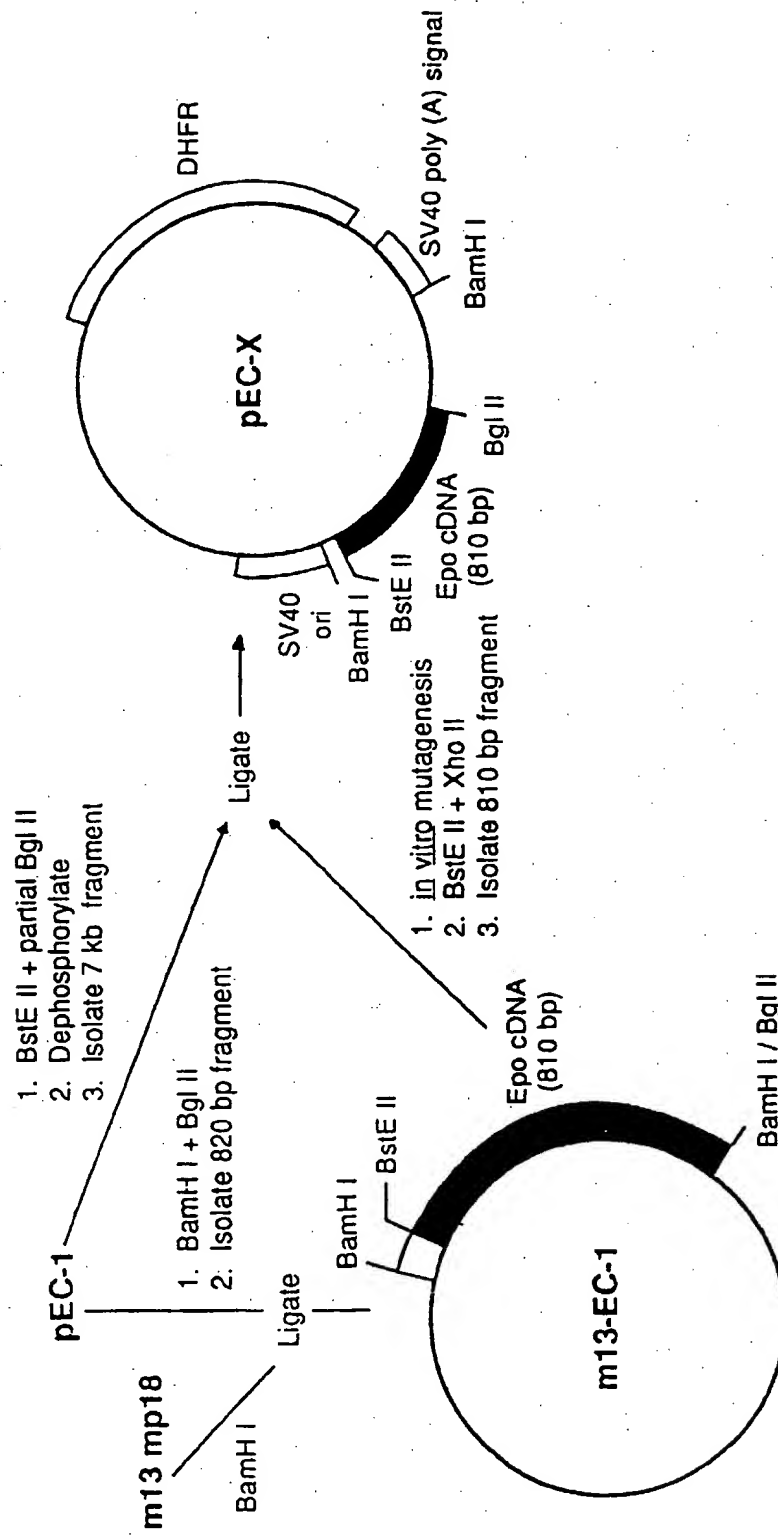 m13 mp18
BamH I
pEC-1
1. BamH I + Bgl II
2. Isolate 820 bp fragment
Ligate
1. BstE II + partial Bgl II
2. Dephosphorylate
3. Isolate 7 kb fragment
Ligate
m13-EC-1
BamH I
BstE II
Epo cDNA
(810 bp)
BamH I / Bgl II
1. in vitro mutagenesis
2. BstE II + Xho II
3. Isolate 810 bp fragment
pEC-X
SV40
ori
BamH I
BstE II
Epo cDNA
(810 bp)
Bgl II
BamH I
SV40 poly (A) signal
DHFR